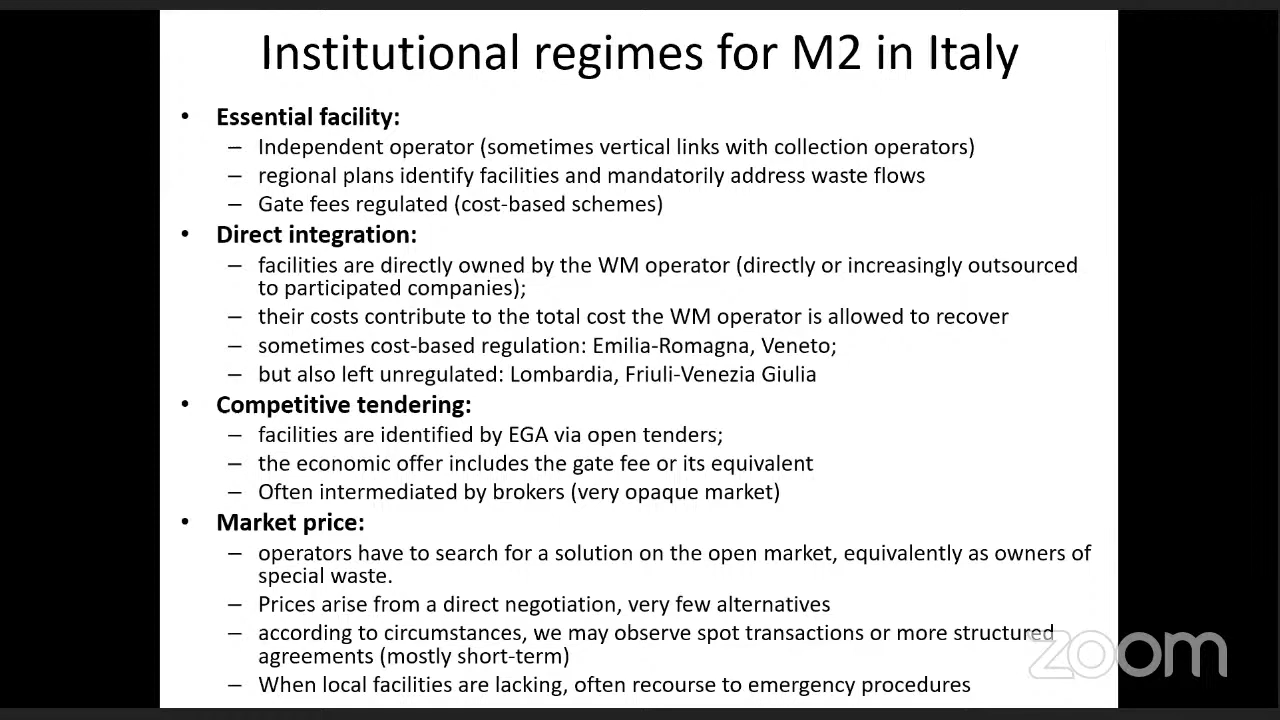 Institutional regimes for M2 in Italy
• Essential facility:
– Independent operator (sometimes vertical links with collection operators)
– regional plans identify facilities and mandatorily address waste flows
– Gate fees regulated (cost-based schemes)
• Direct integration:
– facilities are directly owned by the WM operator (directly or increasingly outsourced
to participated companies);
– their costs contribute to the total cost the WM operator is allowed to recover
– sometimes cost-based regulation: Emilia-Romagna, Veneto;
– but also left unregulated: Lombardia, Friuli-Venezia Giulia
• Competitive tendering:
– facilities are identified by EGA via open tenders;
– the economic offer includes the gate fee or its equivalent
– Often intermediated by brokers (very opaque market)
• Market price:
– operators have to search for a solution on the open market, equivalently as owners of
special waste.
– Prices arise from a direct negotiation, very few alternatives
– according to circumstances, we may observe spot transactions or more structured
agreements (mostly short-term)
– When local facilities are lacking, often recourse to emergency procedures
zoom